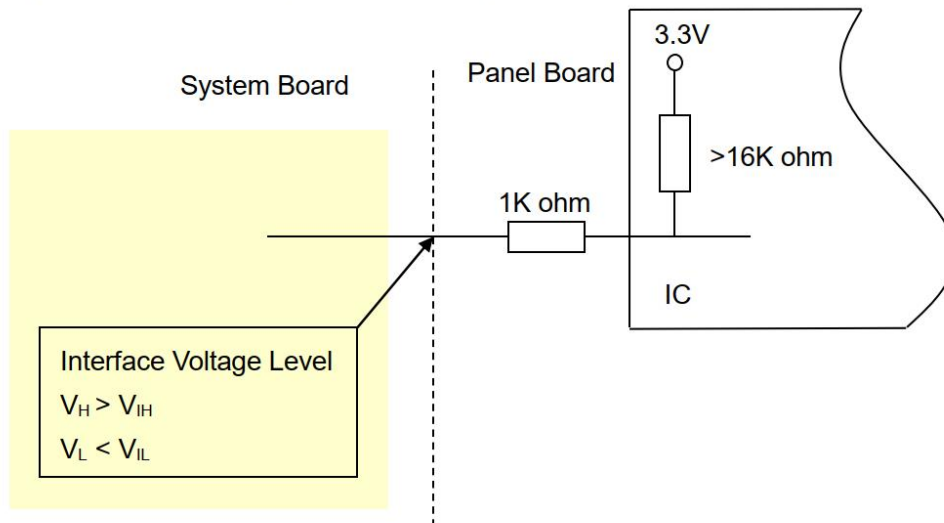 3.3V
System Board
Panel Board
>16K ohm
1K ohm
IC
Interface Voltage Level
VH > VIH
VL < VIL